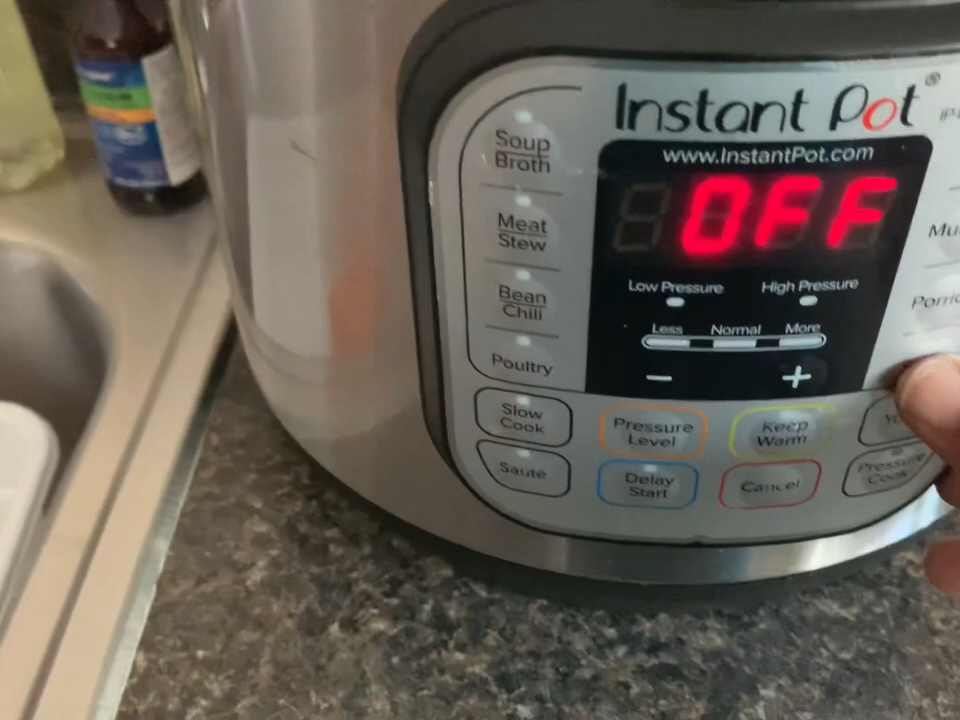 Instant Pot®
www.InstantPot.com
OFF
Soup
Broth
Meat
Stew
Bean
Chili
Poultry
Low Pressure High Pressure
Less Normal More
− +
Slow
Cook
Sauté
Pressure
Level
Keep
Warm
Delay
Start
Cancel
Pressure
Cook